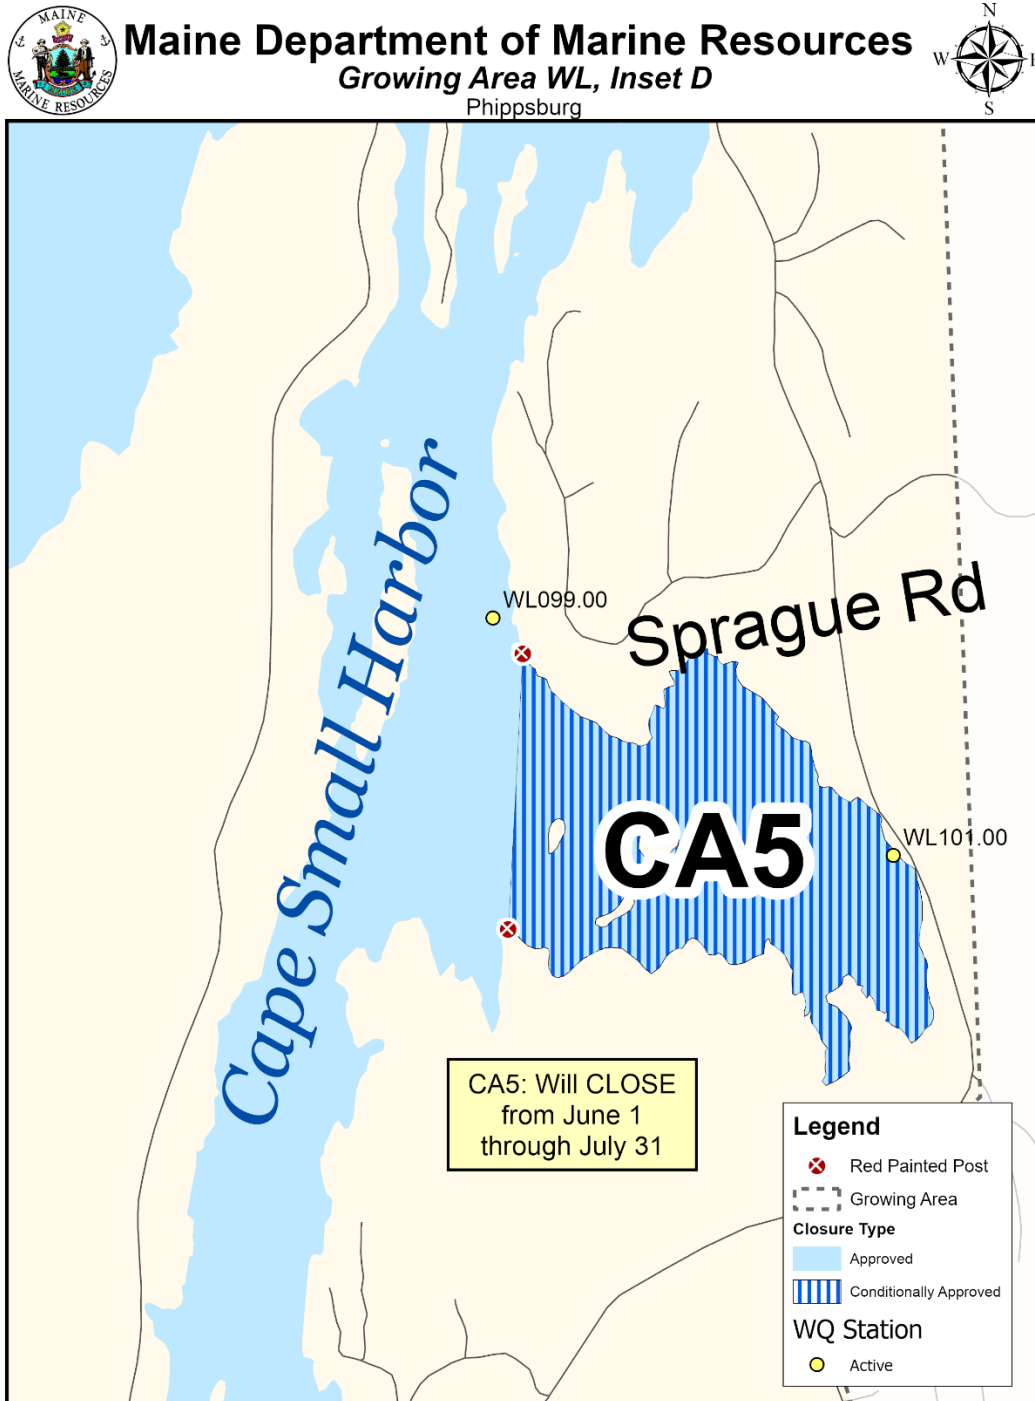 MAINE
MARINE RESOURCES
Maine Department of Marine Resources
Growing Area WL, Inset D
Phippsburg
N
W
E
S
Cape Small Harbor
WL099.00
Sprague Rd
CA5
WL101.00
CA5: Will CLOSE
from June 1
through July 31
Legend
Red Painted Post
Growing Area
Closure Type
Approved
Conditionally Approved
WQ Station
Active